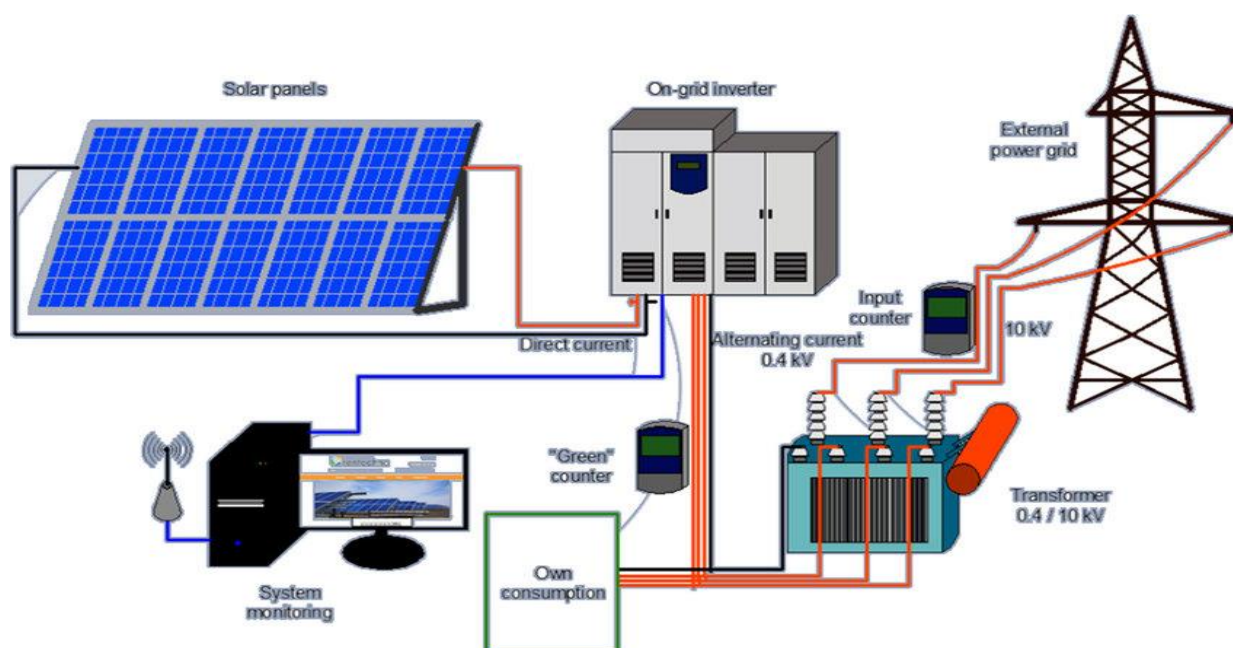 Solar panels
On-grid inverter
External
power grid
Input
counter
10 kV
Direct current
Alternating current
0.4 kV
"Green"
counter
Transformer
0.4 / 10 kV
Own
consumption
System
monitoring